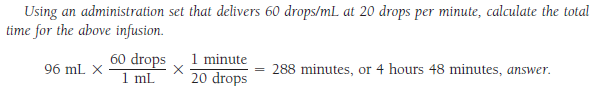 Using an administration set that delivers 60 drops/mL at 20 drops per minute, calculate the total
time for the above infusion.
96 mL × 60 drops / 1 mL × 1 minute / 20 drops = 288 minutes, or 4 hours 48 minutes, answer.